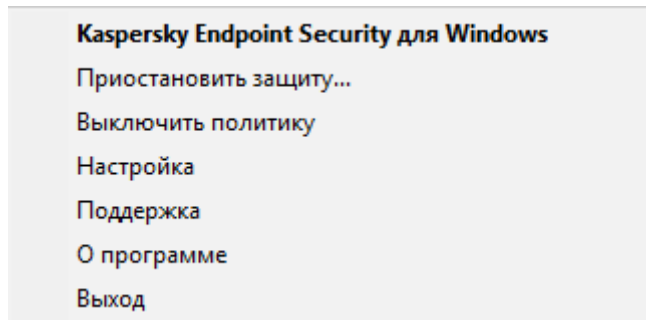 Kaspersky Endpoint Security для Windows
Приостановить защиту...
Выключить политику
Настройка
Поддержка
О программе
Выход